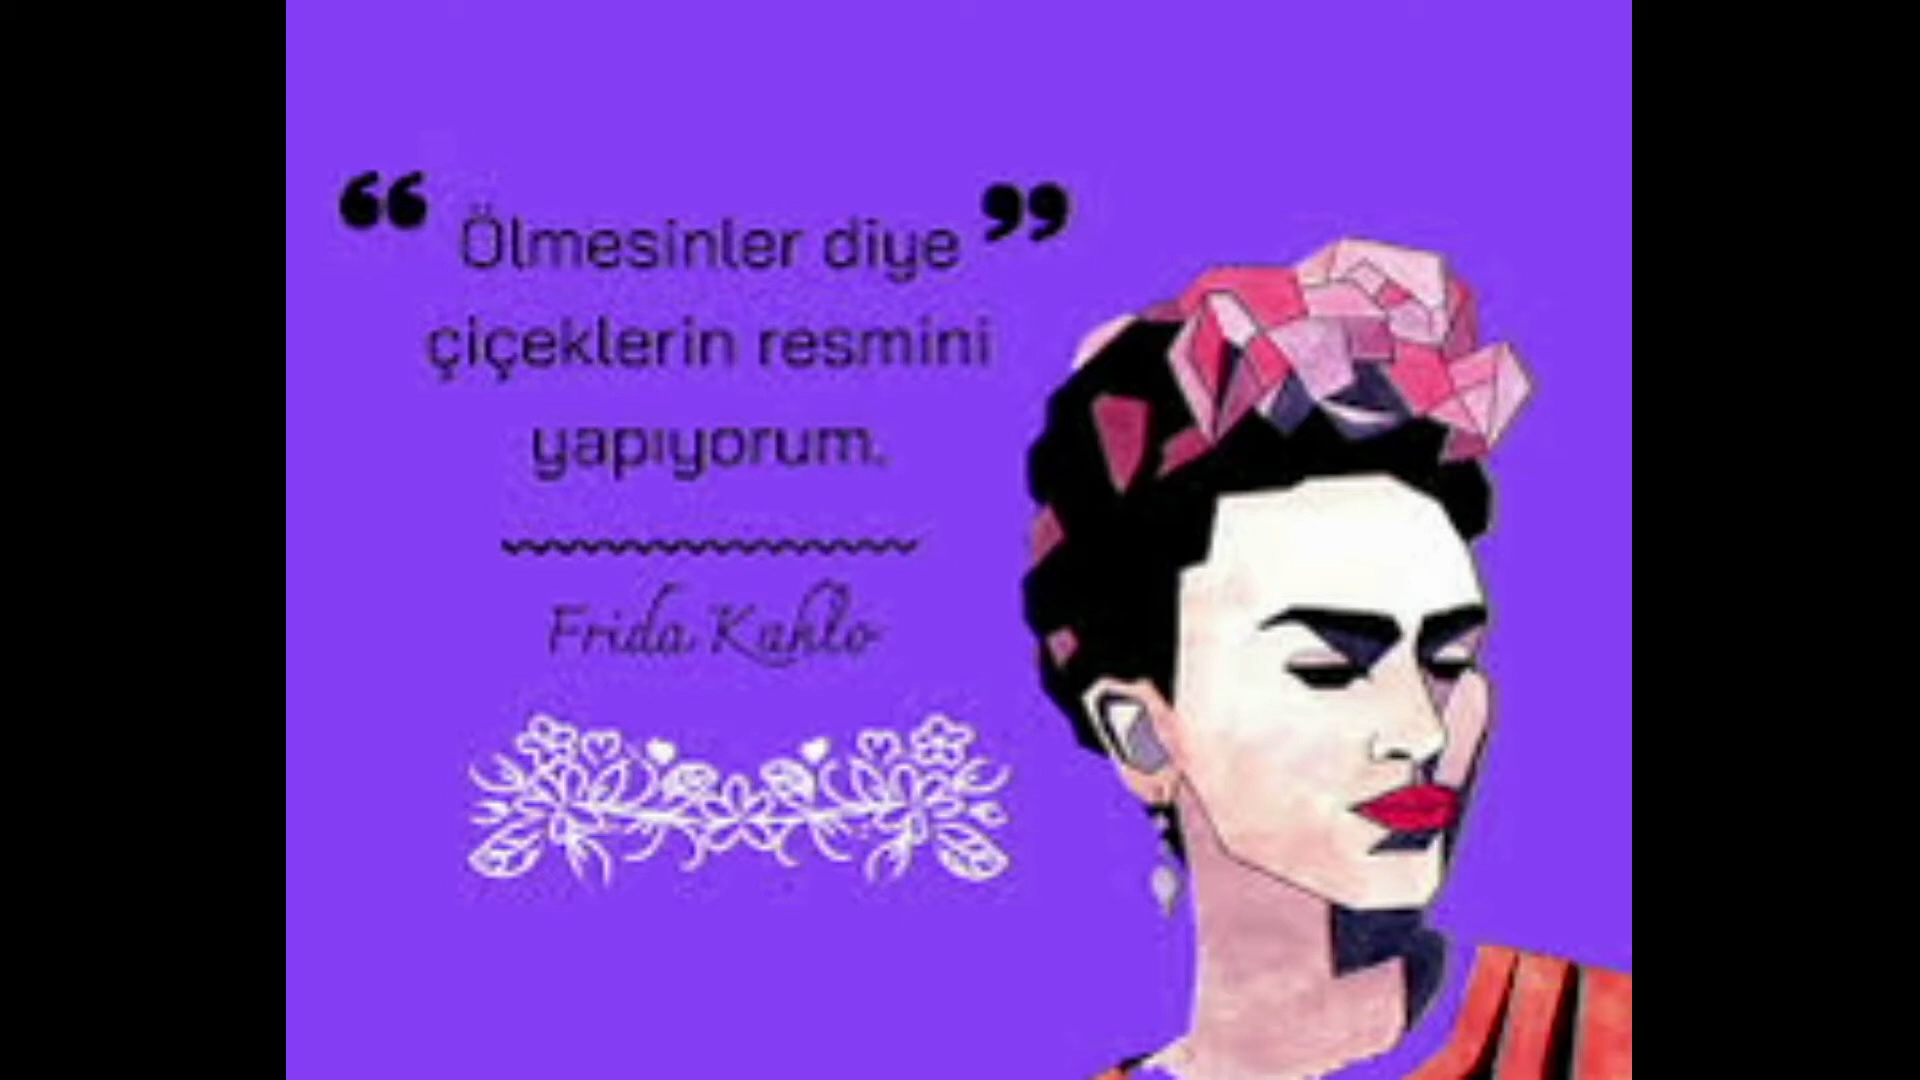 “ Ölmesinler diye ”
çiçeklerin resmini
yapıyorum.
Frida Kahlo